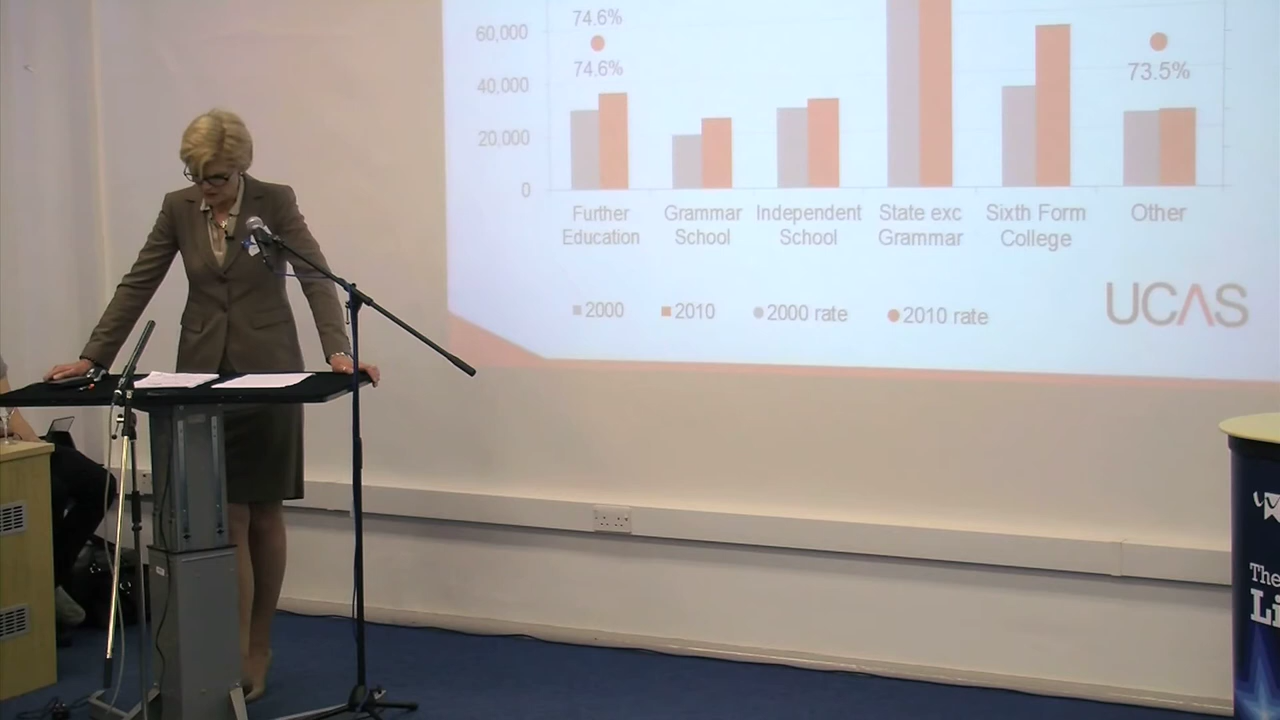 74.6%
60,000
74.6%
73.5%
40,000
20,000
0
Further Education
Grammar School
Independent School
State exc Grammar
Sixth Form College
Other
2000
2010
2000 rate
2010 rate
UCAS
The
Li